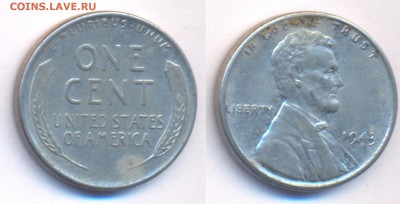 COINS.LAVE.RU
E·PLURIBUS·UNUM
ONE
CENT
UNITED STATES
OF AMERICA
IN GOD WE TRUST
LIBERTY
1943